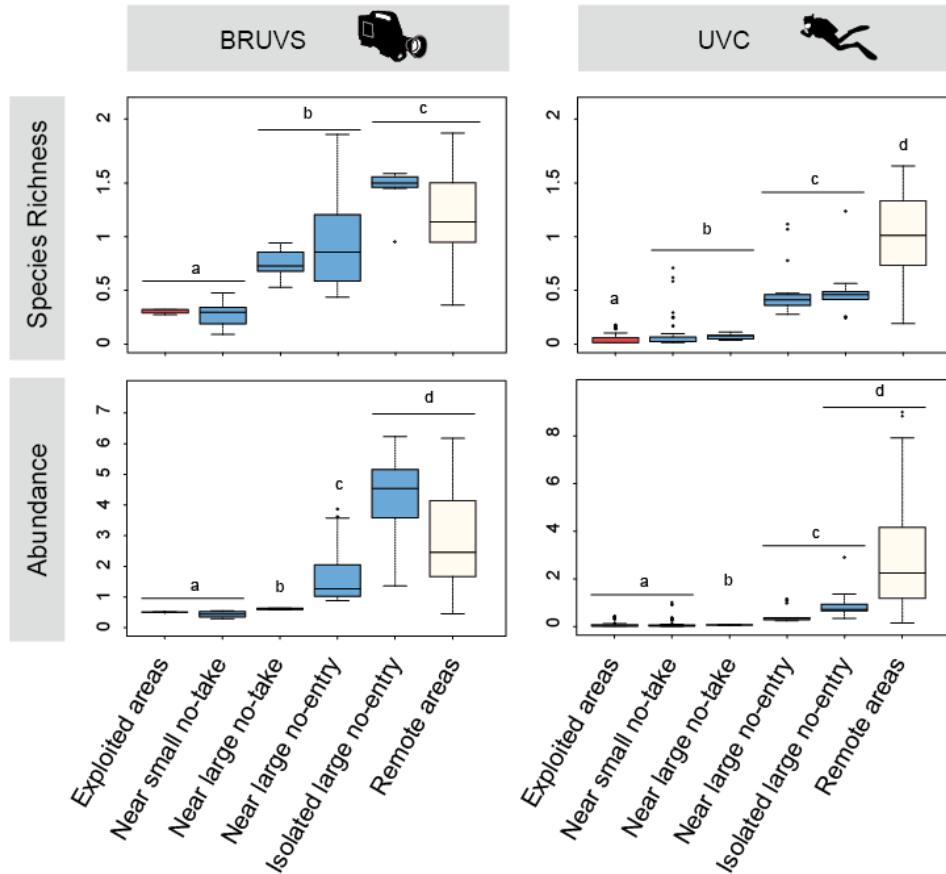 BRUVS
UVC
Species Richness
2
1.5
1
0.5
0
a
b
c
2
1.5
1
0.5
0
a
b
c
d
Abundance
7
6
5
4
3
2
1
0
a
b
c
d
8
6
4
2
0
a
b
c
d
Exploited areas
Near small no-take
Near large no-take
Near large no-entry
Isolated large no-entry
Remote areas
Exploited areas
Near small no-take
Near large no-take
Near large no-entry
Isolated large no-entry
Remote areas